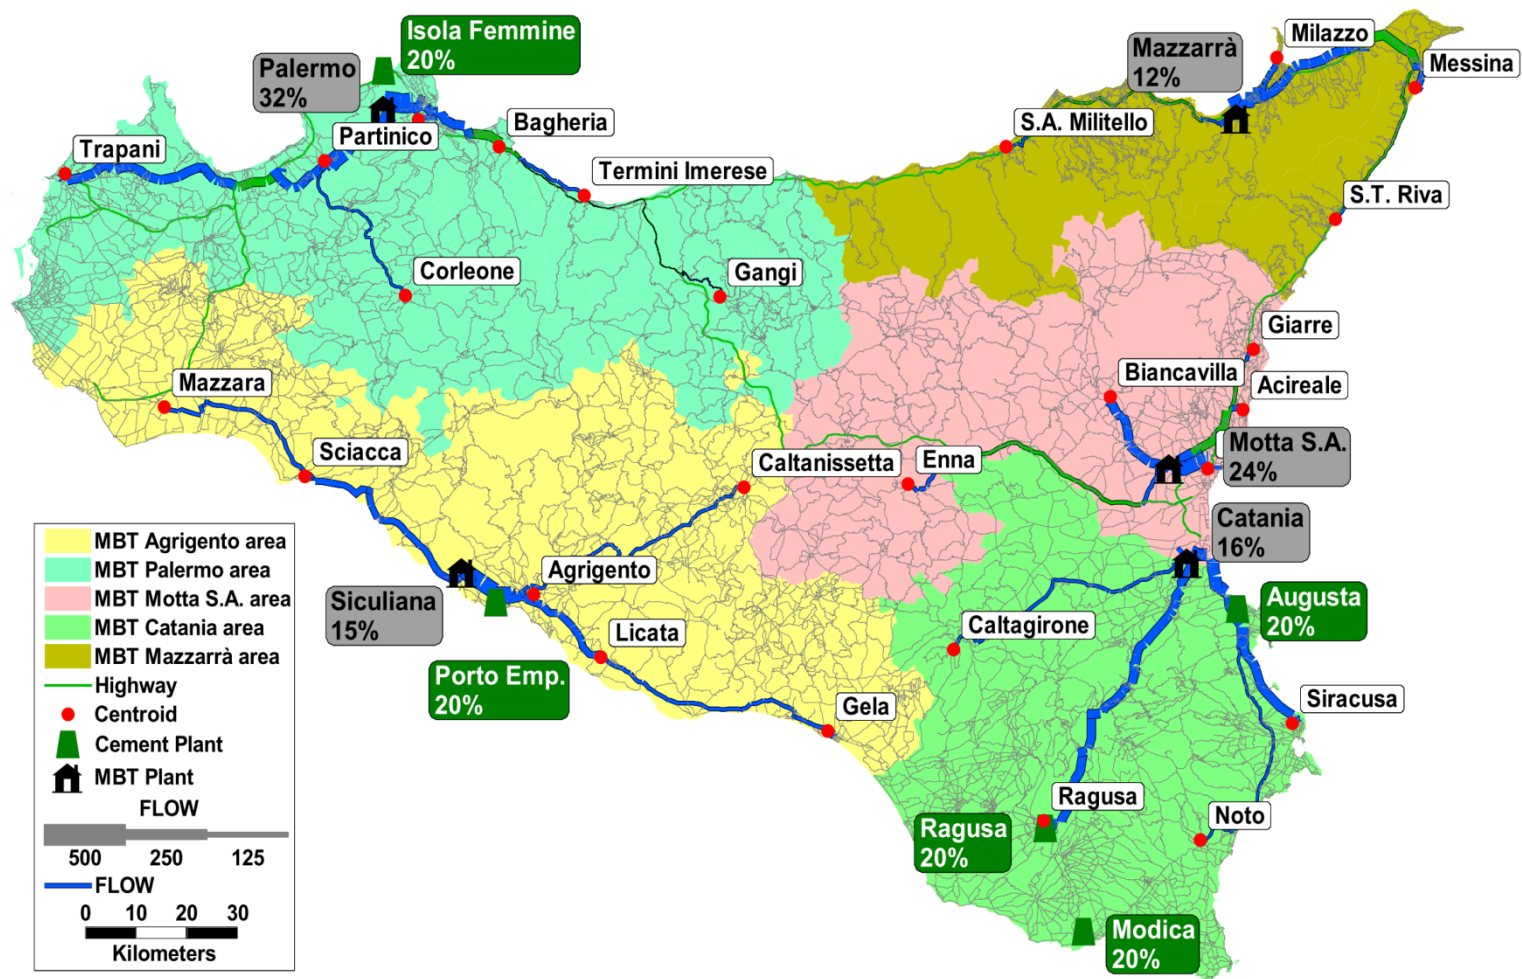 Isola Femmine
20%
Palermo
32%
Mazzarrà
12%
Milazzo
Messina
Trapani
Partinico
Bagheria
S.A. Militello
Termini Imerese
S.T. Riva
Corleone
Gangi
Giarre
Mazzara
Biancavilla
Acireale
Sciacca
Caltanissetta
Enna
Motta S.A.
24%
Catania
16%
MBT Agrigento area
MBT Palermo area
MBT Motta S.A. area
MBT Catania area
MBT Mazzarrà area
Highway
Centroid
Cement Plant
MBT Plant
FLOW
500
250
125
FLOW
0
10
20
30
Kilometers
Agrigento
Siculiana
15%
Licata
Porto Emp.
20%
Gela
Caltagirone
Augusta
20%
Siracusa
Ragusa
Noto
Ragusa
20%
Modica
20%